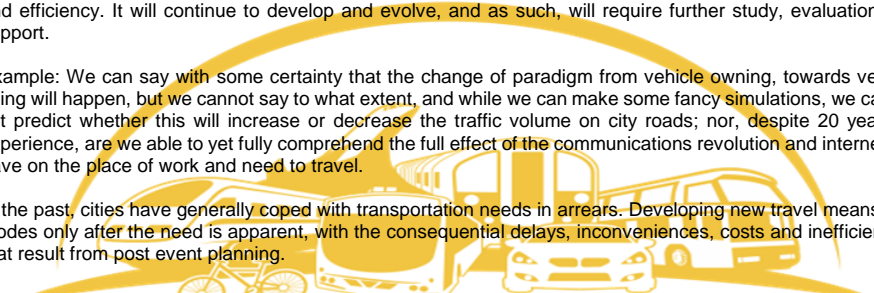 nd efficiency. It will continue to develop and evolve, and as such, will require further study, evaluation
pport.
xample: We can say with some certainty that the change of paradigm from vehicle owning, towards ve
ing will happen, but we cannot say to what extent, and while we can make some fancy simulations, we ca
t predict whether this will increase or decrease the traffic volume on city roads; nor, despite 20 yea
perience, are we able to yet fully comprehend the full effect of the communications revolution and interne
ave on the place of work and need to travel.
the past, cities have generally coped with transportation needs in arrears. Developing new travel means
odes only after the need is apparent, with the consequential delays, inconveniences, costs and inefficien
at result from post event planning.